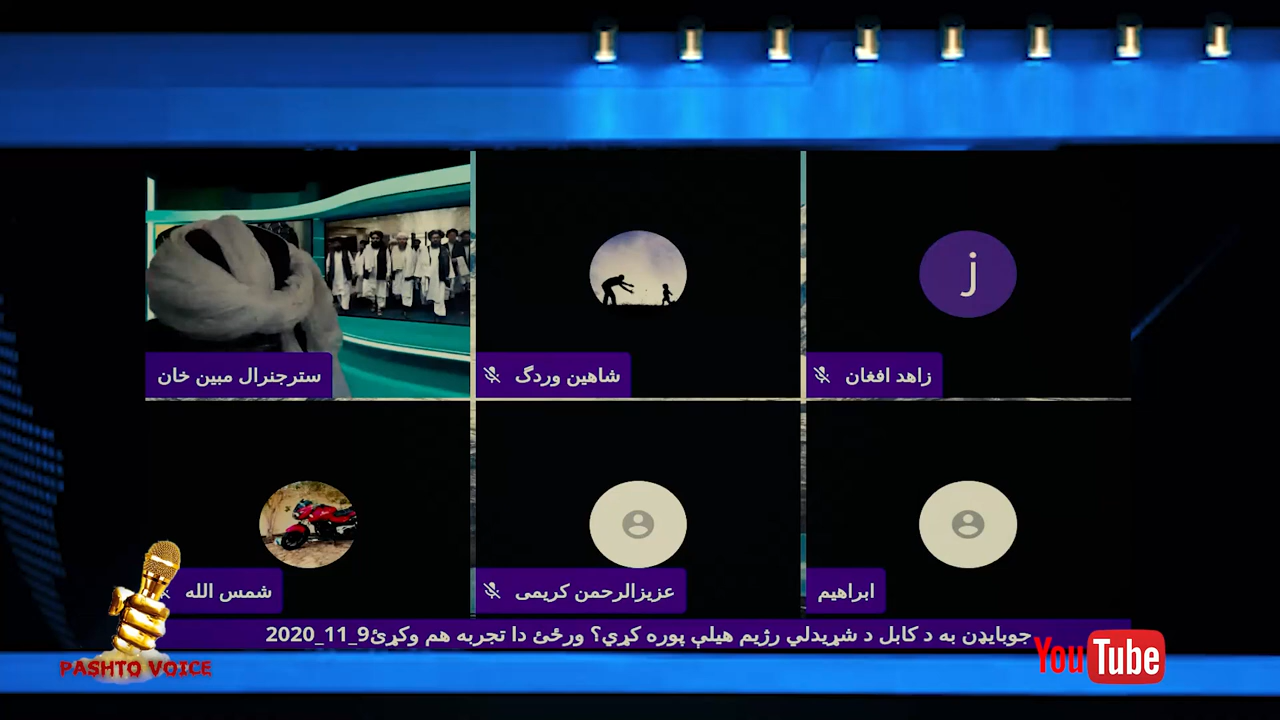 سترجنرال مبین خان
شاهین وردگ
j
زاهد افغان
شمس الله
عزیزالرحمن کریمی
ابراهیم
جوبایډن به د کابل د شړیدلي رژیم هیلې پوره کړي؟ ورځئ دا تجربه هم وکړئ9_11_2020
PASHTO VOICE
YouTube